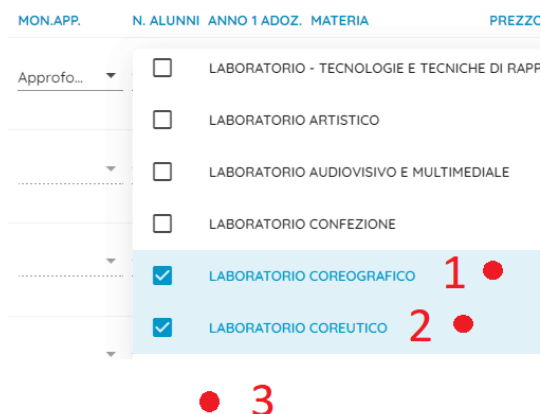 MON.APP. N. ALUNNI ANNO 1 ADOZ. MATERIA PREZZO
Approfo... LABORATORIO - TECNOLOGIE E TECNICHE DI RAPP
LABORATORIO ARTISTICO
LABORATORIO AUDIOVISIVO E MULTIMEDIALE
LABORATORIO CONFEZIONE
LABORATORIO COREOGRAFICO 1
LABORATORIO COREUTICO 2
3